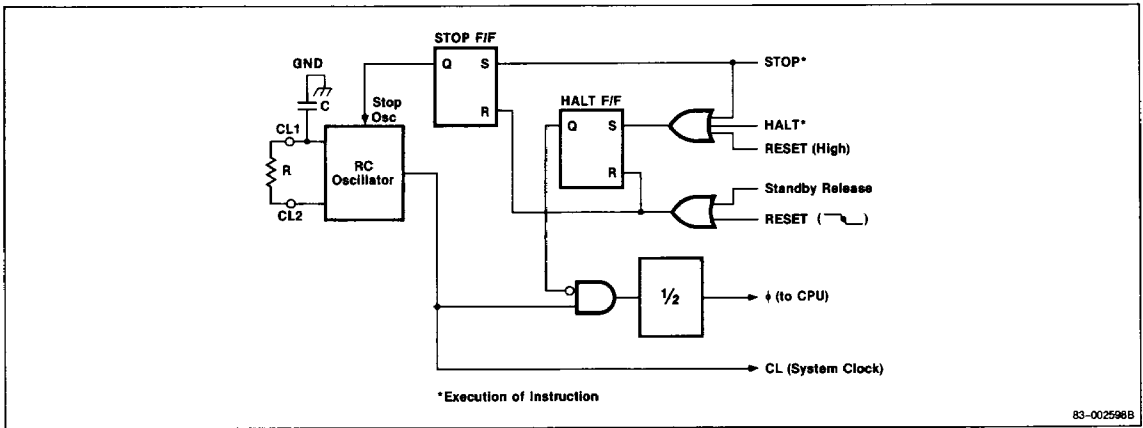 STOP F/F
GND
Q S
STOP*
C
Stop
Osc
HALT F/F
R
Q S
HALT*
CL1
RESET (High)
R
RC
Oscillator
R
Standby Release
CL2
RESET ( )
1/2
ϕ (to CPU)
CL (System Clock)
*Execution of Instruction
83-002598B